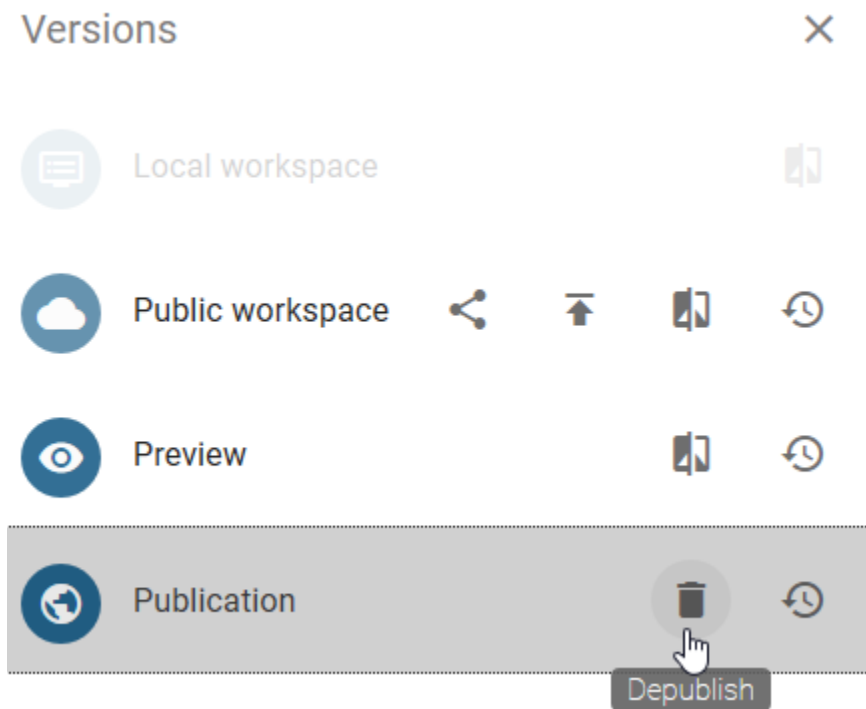 Versions
Local workspace
Public workspace
Preview
Publication
Depublish